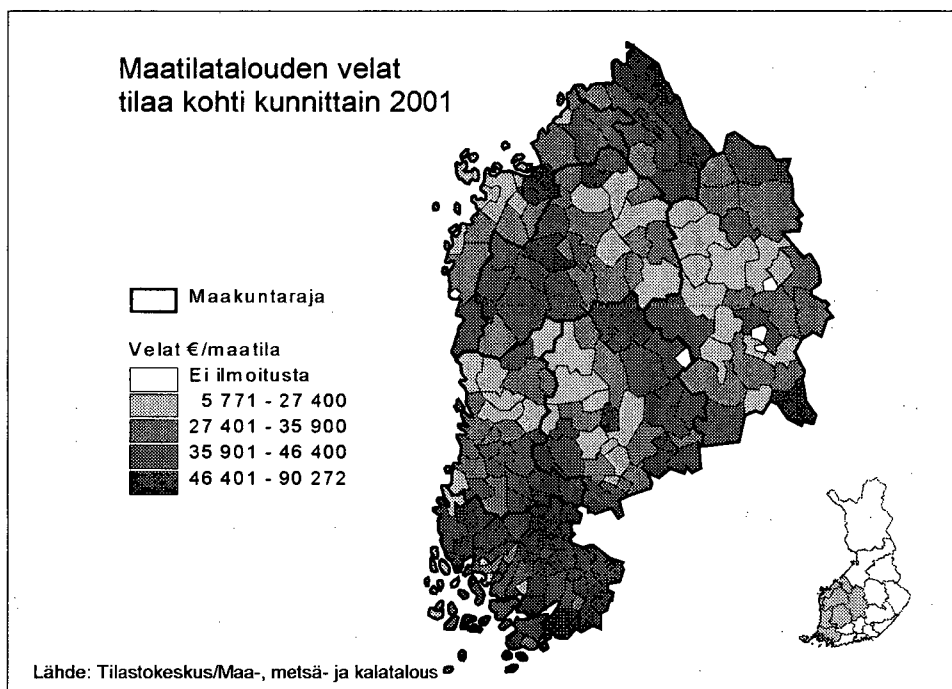 Maatilatalouden velat
tilaa kohti kunnittain 2001
Maakuntaraja
Velat €/maatila
Ei ilmoitusta
5 771 - 27 400
27 401 - 35 900
35 901 - 46 400
46 401 - 90 272
Lähde: Tilastokeskus/Maa-, metsä- ja kalatalous